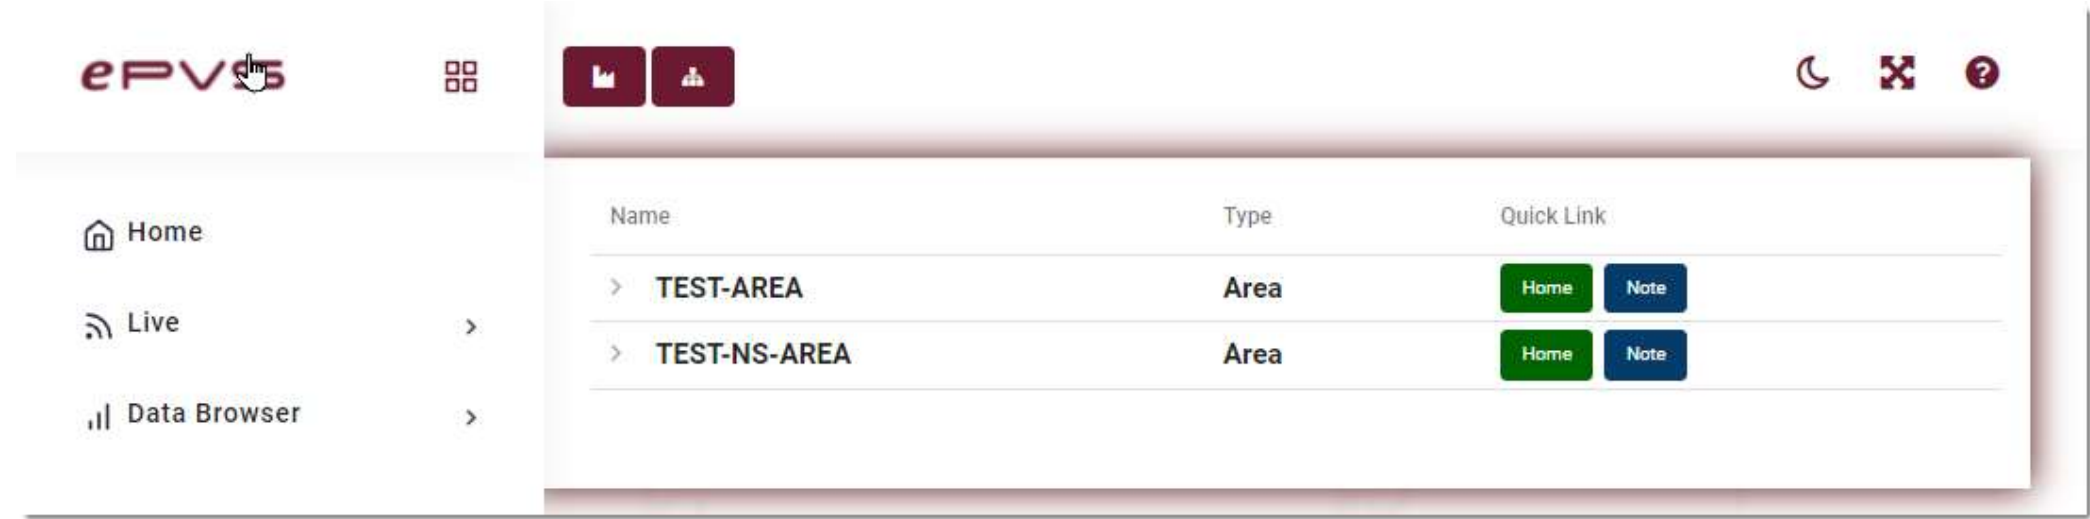 ePVSS
Home
Live
Data Browser
Name Type Quick Link
TEST-AREA Area Home Note
TEST-NS-AREA Area Home Note